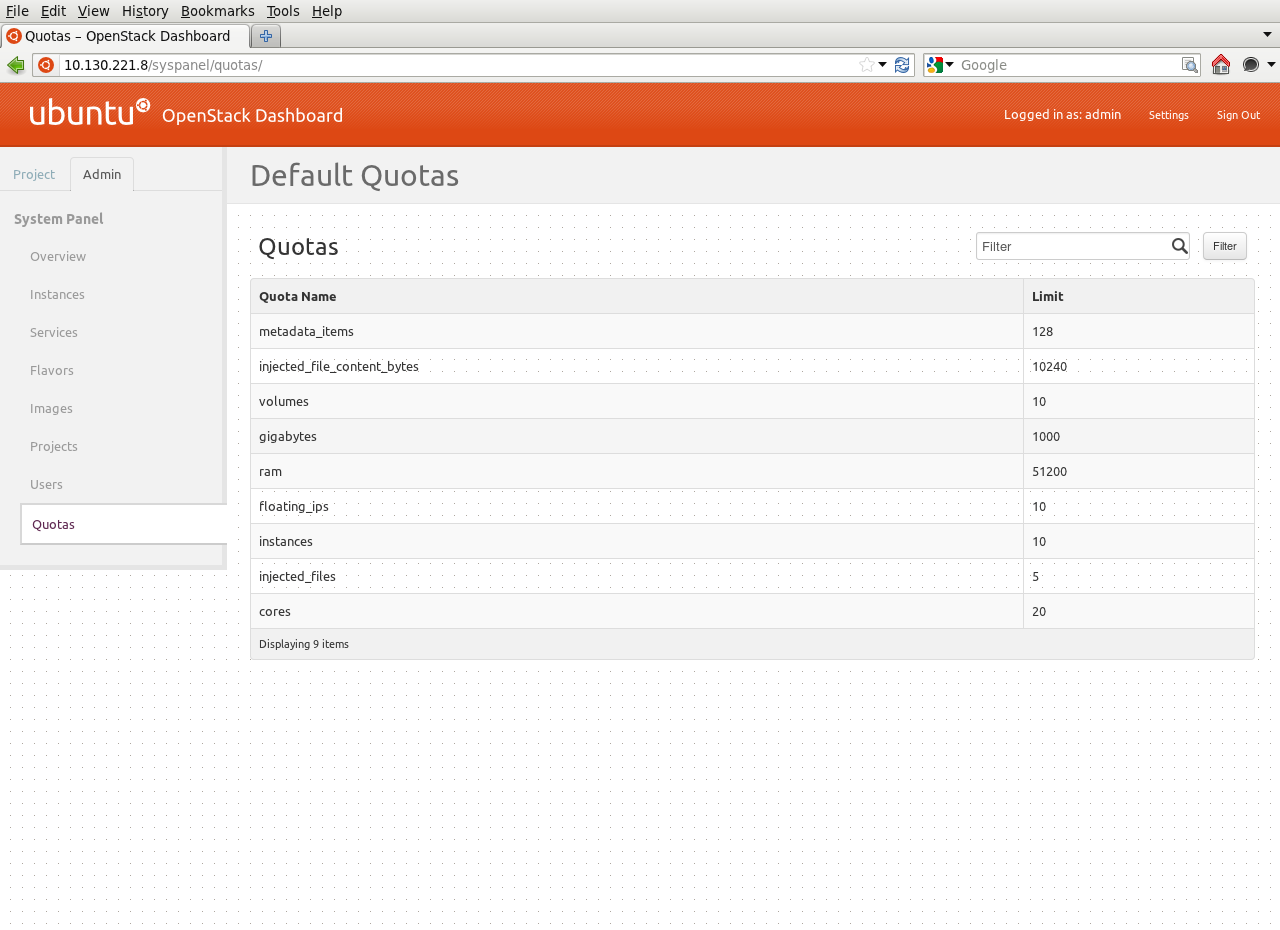 File Edit View History Bookmarks Tools Help
Quotas – OpenStack Dashboard
10.130.221.8/syspanel/quotas/
Google
ubuntu OpenStack Dashboard
Logged in as: admin Settings Sign Out
Project Admin
Default Quotas
System Panel
Overview
Instances
Services
Flavors
Images
Projects
Users
Quotas
Quotas
Filter Filter
Quota Name Limit
metadata_items 128
injected_file_content_bytes 10240
volumes 10
gigabytes 1000
ram 51200
floating_ips 10
instances 10
injected_files 5
cores 20
Displaying 9 items